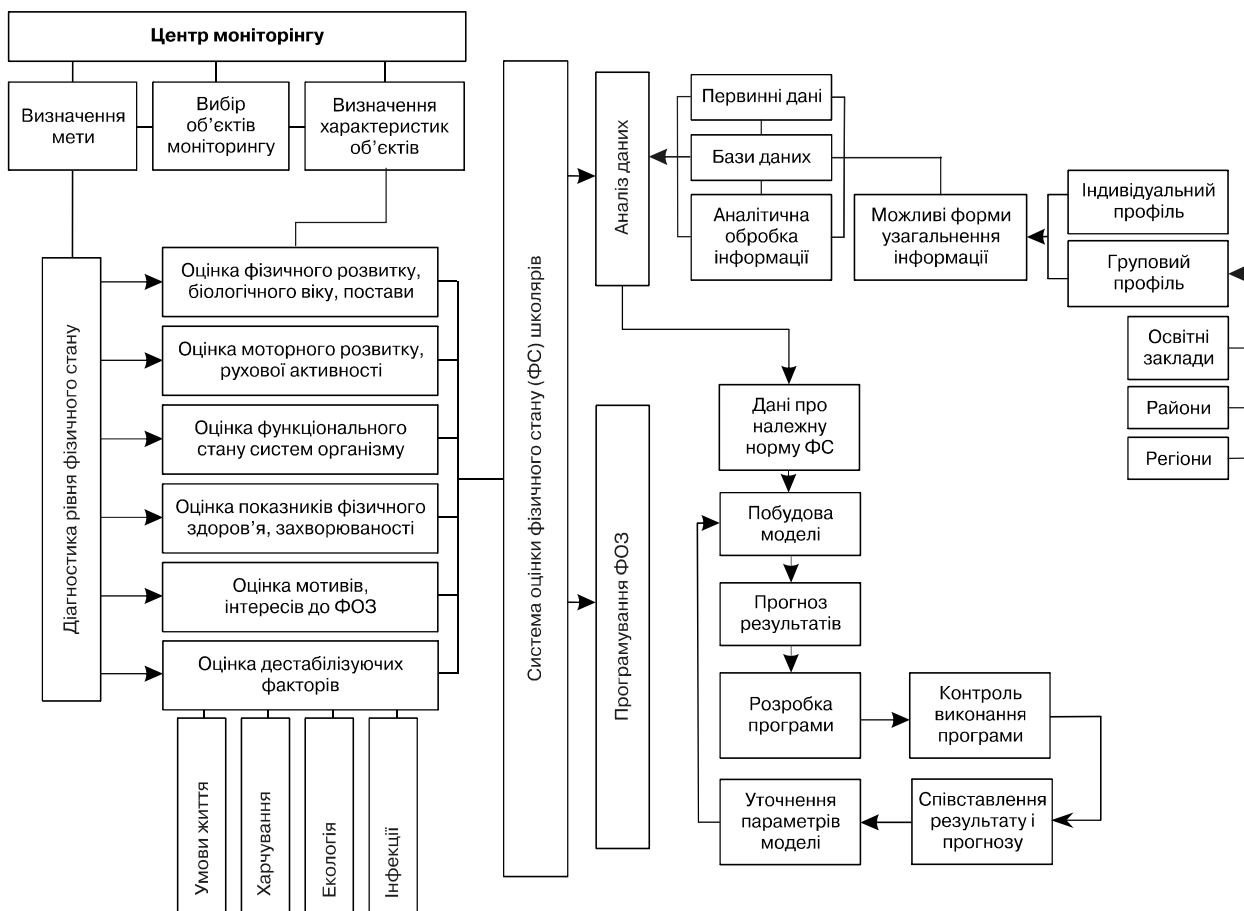 Центр моніторінгу
Визначення
мети
Вибір
об’єктів
моніторингу
Визначення
характеристик
об’єктів
Діагностика рівня фізичного стану
Оцінка фізичного розвитку,
біологічного віку, постави
Оцінка моторного розвитку,
рухової активності
Оцінка функціонального
стану систем організму
Оцінка показників фізичного
здоров’я, захворюваності
Оцінка мотивів,
інтересів до ФОЗ
Оцінка дестабілізуючих
факторів
Умови життя
Харчування
Екологія
Інфекції
Система оцінки фізичного стану (ФС) школярів
Аналіз даних
Програмування ФОЗ
Первинні дані
Бази даних
Аналітична
обробка
інформації
Можливі форми
узагальнення
інформації
Індивідуальний
профіль
Груповий
профіль
Освітні
заклади
Райони
Регіони
Дані про
належну
норму ФС
Побудова
моделі
Прогноз
результатів
Розробка
програми
Контроль
виконання
програми
Співставлення
результату і
прогнозу
Уточнення
параметрів
моделі